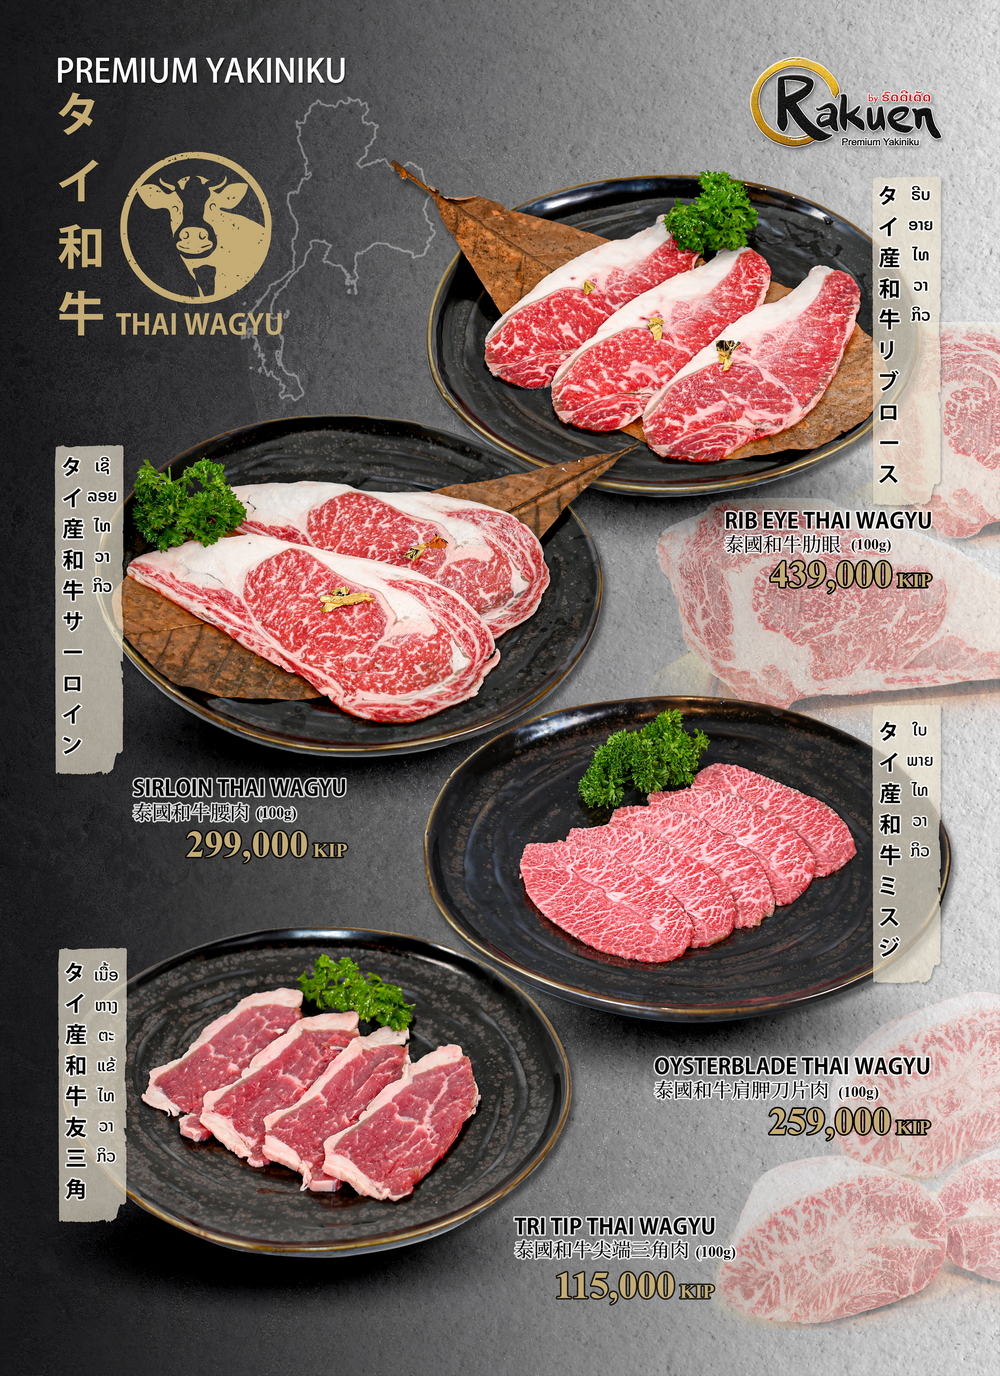 PREMIUM YAKINIKU
タイ和牛
THAI WAGYU
Rakuen
by ຣິດດີເດັດ
Premium Yakiniku
タイ産和牛リブロース
ຣີບອາຍໄທວາກິວ
RIB EYE THAI WAGYU
泰國和牛肋眼 (100g)
439,000 KIP
タイ産和牛サーロイン
ເຊີລອຍໄທວາກິວ
SIRLOIN THAI WAGYU
泰國和牛腰肉 (100g)
299,000 KIP
タイ産和牛ミスジ
ໃບພາຍໄທວາກິວ
OYSTERBLADE THAI WAGYU
泰國和牛肩胛刀片肉 (100g)
259,000 KIP
タイ産和牛友三角
ເນື້ອຫາງຕະແຂ້ໄທວາກິວ
TRI TIP THAI WAGYU
泰國和牛尖端三角肉 (100g)
115,000 KIP